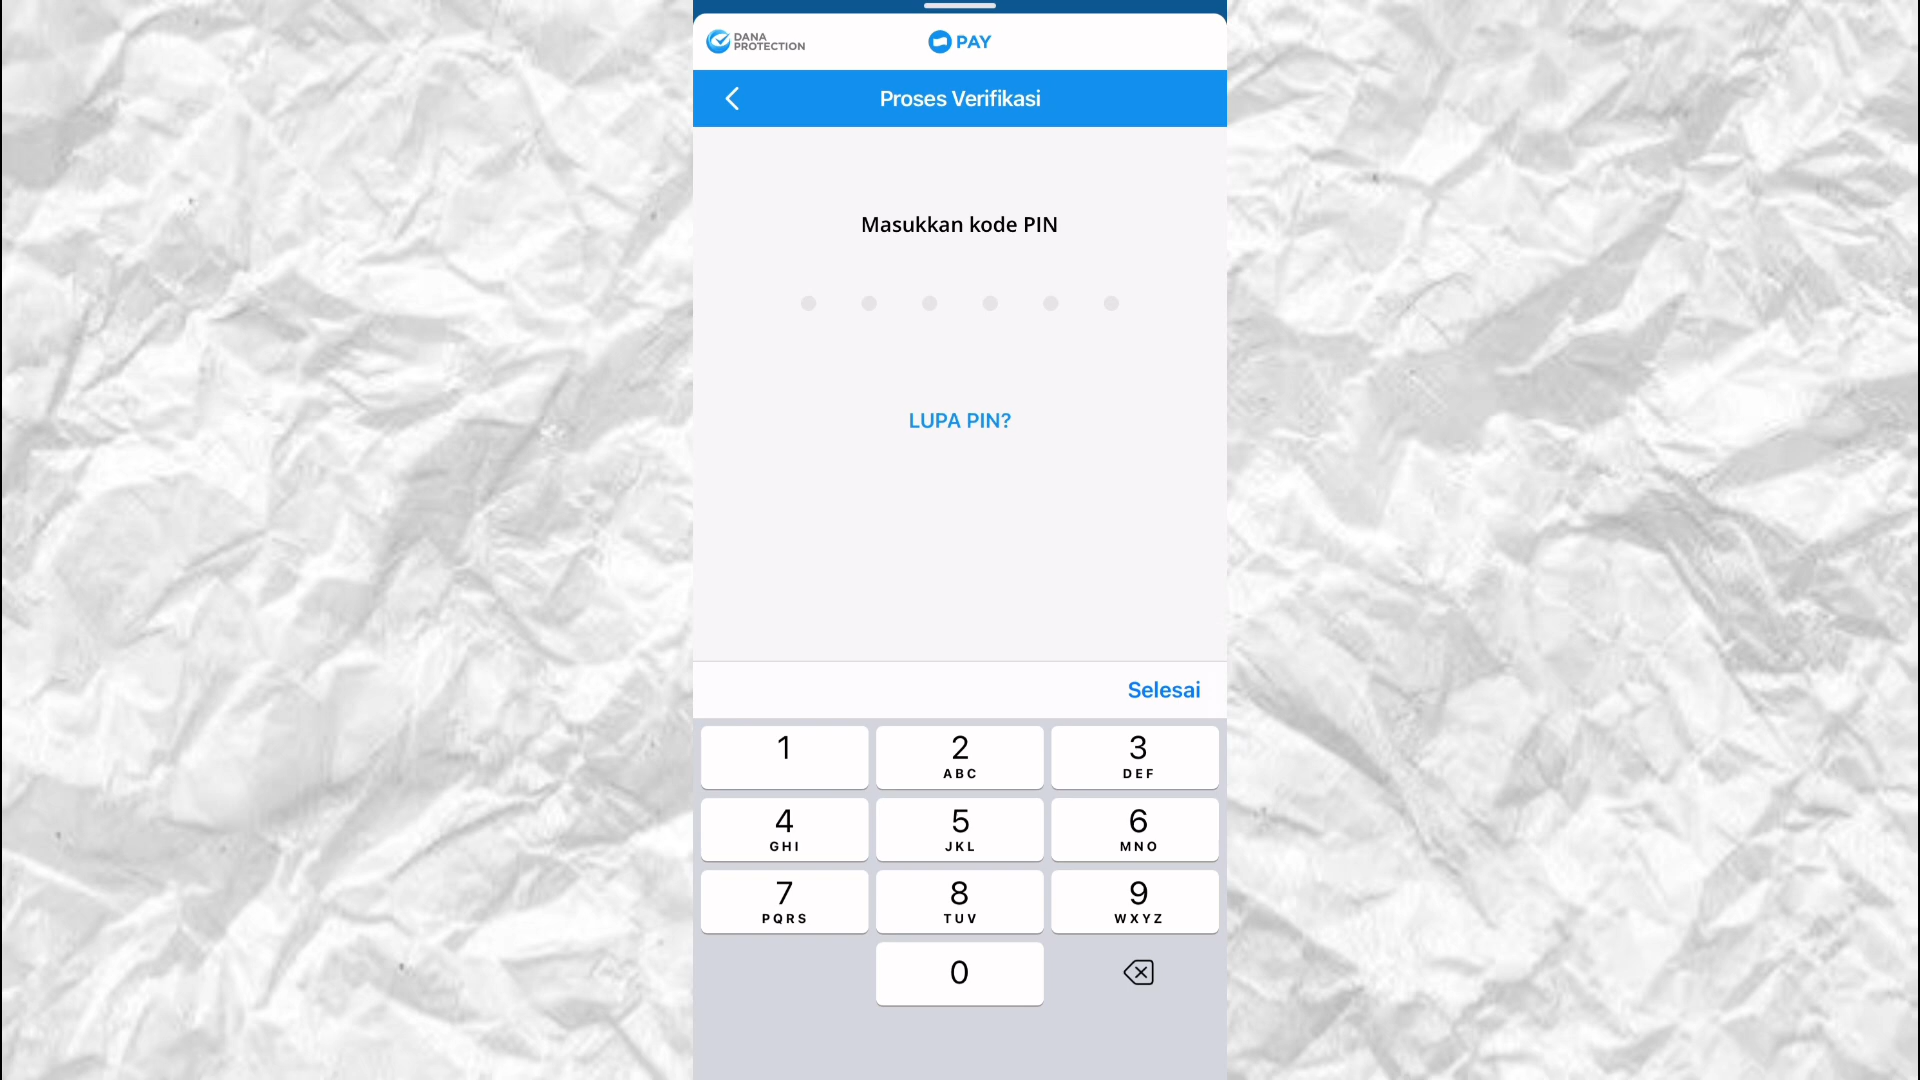 DANA
PROTECTION
PAY
Proses Verifikasi
Masukkan kode PIN
LUPA PIN?
Selesai
1
2
ABC
3
DEF
4
GHI
5
JKL
6
MNO
7
PQRS
8
TUV
9
WXYZ
0